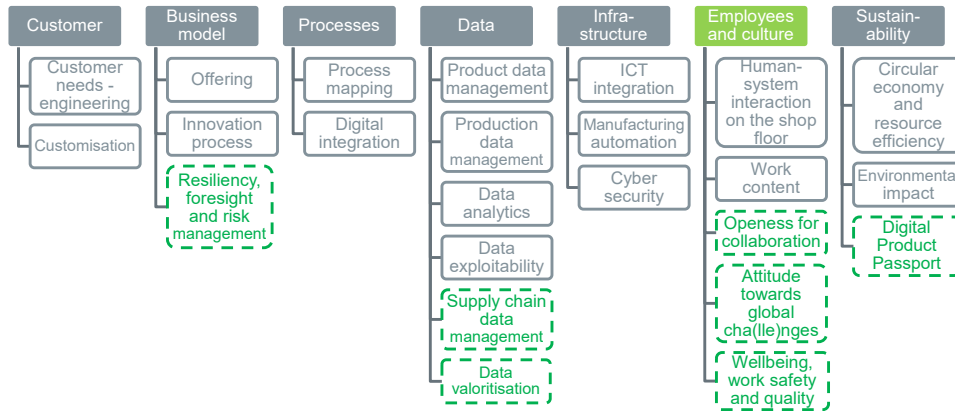 Customer
Customer
needs -
engineering
Customisation
Business
model
Offering
Innovation
process
Resiliency,
foresight
and risk
management
Processes
Process
mapping
Digital
integration
Data
Product data
management
Production
data
management
Data
analytics
Data
exploitability
Supply chain
data
management
Data
valoritisation
Infra-
structure
ICT
integration
Manufacturing
automation
Cyber
security
Employees
and culture
Human-
system
interaction
on the shop
floor
Work
content
Openess for
collaboration
Attitude
towards
global
cha(lle)nges
Wellbeing,
work safety
and quality
Sustain-
ability
Circular
economy
and
resource
efficiency
Environmental
impact
Digital
Product
Passport